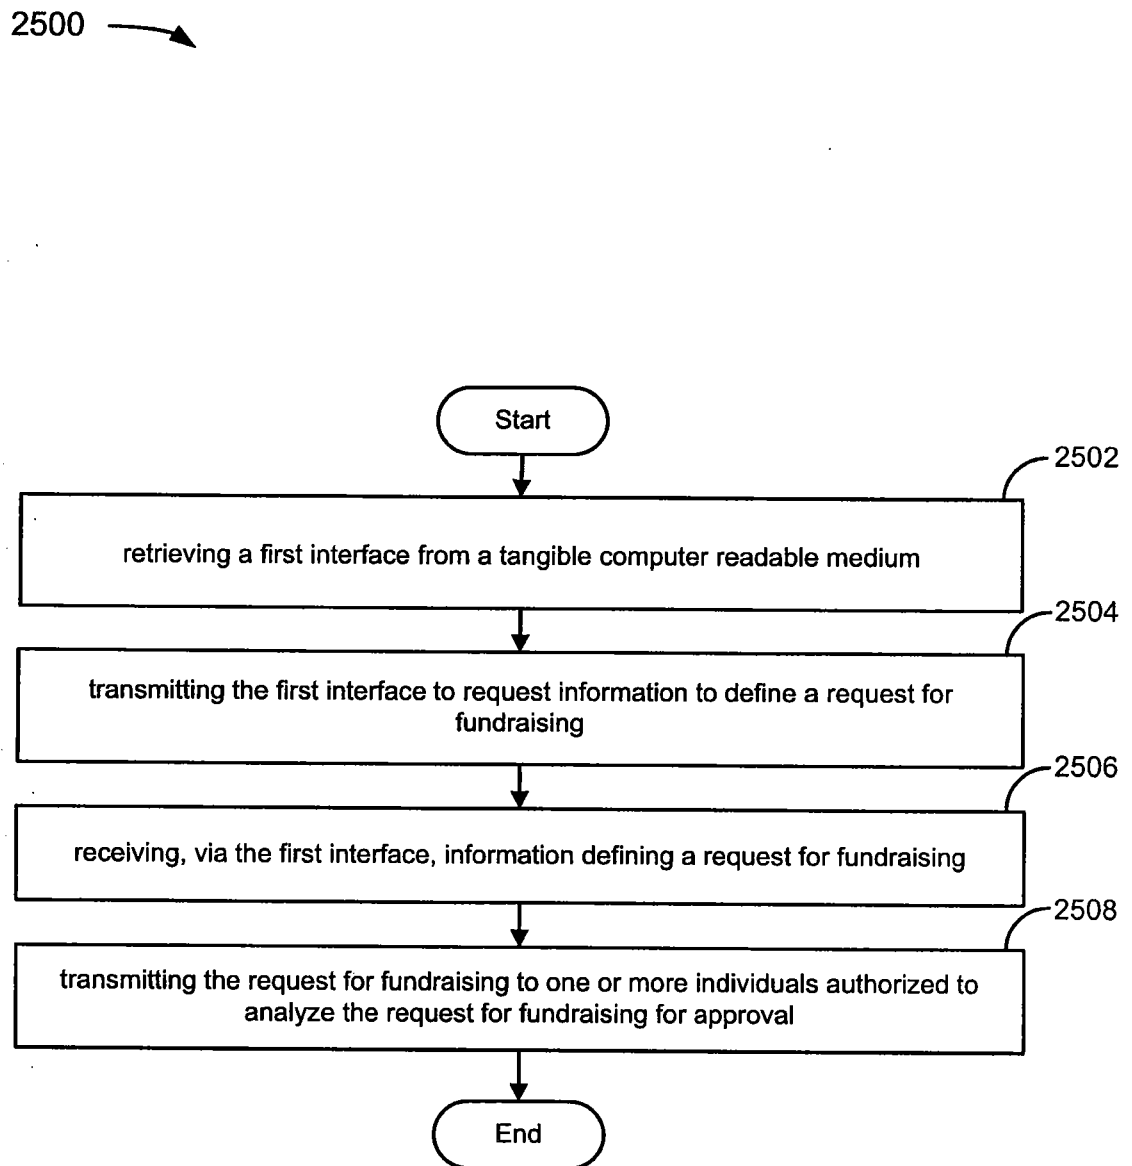 2500
Start
2502
retrieving a first interface from a tangible computer readable medium
2504
transmitting the first interface to request information to define a request for
fundraising
2506
receiving, via the first interface, information defining a request for fundraising
2508
transmitting the request for fundraising to one or more individuals authorized to
analyze the request for fundraising for approval
End